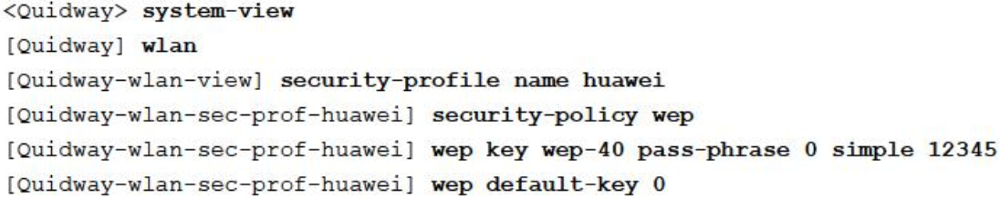 <Quidway> system-view
[Quidway] wlan
[Quidway-wlan-view] security-profile name huawei
[Quidway-wlan-sec-prof-huawei] security-policy wep
[Quidway-wlan-sec-prof-huawei] wep key wep-40 pass-phrase 0 simple 12345
[Quidway-wlan-sec-prof-huawei] wep default-key 0